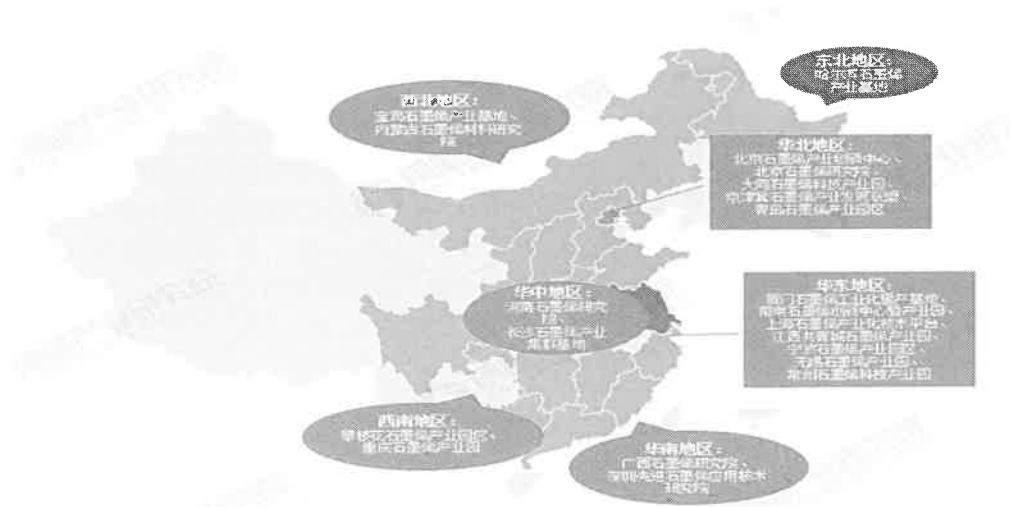 东北地区：
哈尔滨石墨烯
产业基地
西北地区：
宝鸡石墨烯产业基地、
内蒙古石墨烯材料研究
院
华北地区：
北京石墨烯产业创新中心、
北京石墨烯研究院、
大同石墨烯科技产业园、
京津冀石墨烯产业发展联盟、
青岛石墨烯产业园区
华中地区：
河南石墨烯研究
院、
长沙石墨烯产业
集群基地
华东地区：
厦门石墨烯工业化量产基地、
南京石墨烯创新中心暨产业园、
上海石墨烯产业化技术平台、
江西共青城石墨烯产业园、
宁波石墨烯产业园区、
无锡石墨烯产业园、
常州石墨烯科技产业园
西南地区：
攀枝花石墨烯产业园区、
重庆石墨烯产业园
华南地区：
广西石墨烯研究院、
深圳先进石墨烯应用技术
研究院